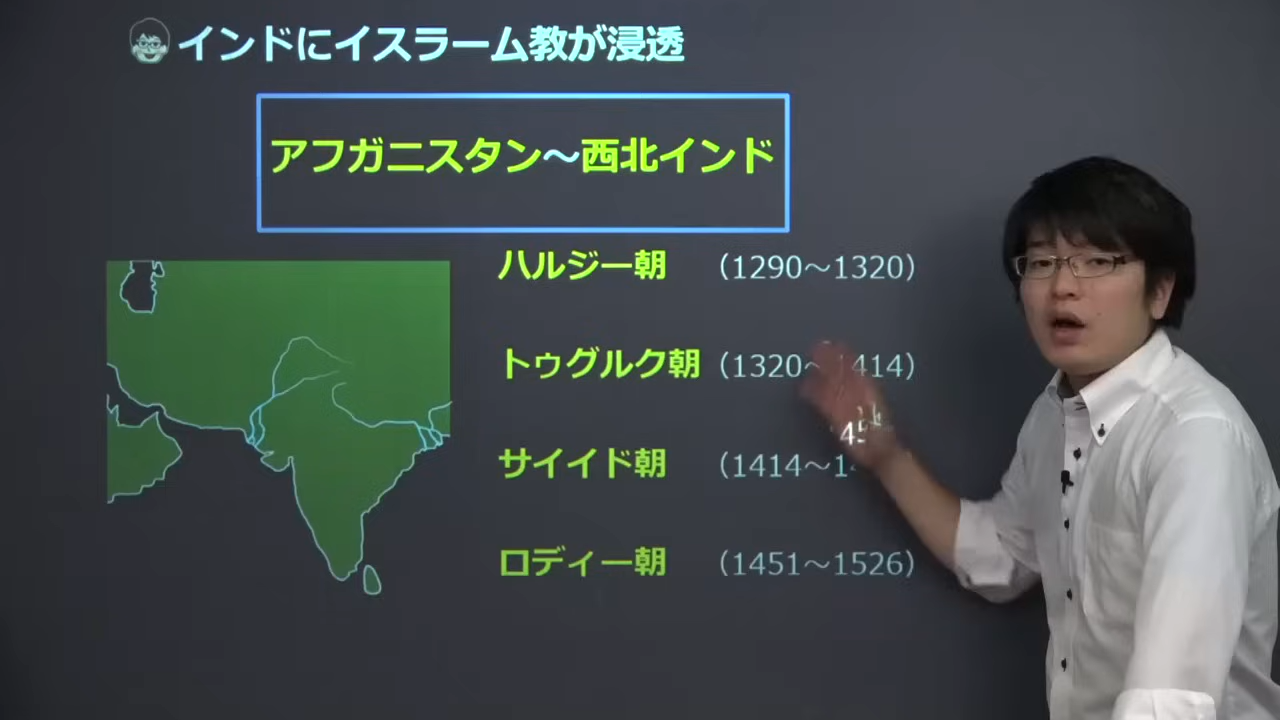 インドにイスラーム教が浸透
アフガニスタン～西北インド
ハルジー朝 (1290～1320)
トゥグルク朝 (1320～1414)
サイイド朝 (1414～
ロディー朝 (1451～1526)